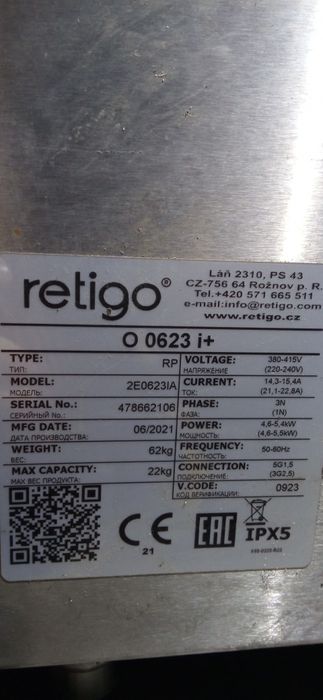 retigo®
Láň 2310, PS 43
CZ-756 64 Rožnov p. R.
Tel.+420 571 665 511
e-mail:info@retigo.com
www.retigo.cz
O 0623 i+
TYPE: RP
ТИП:
MODEL: 2E0623IA
МОДЕЛЬ:
SERIAL No.: 478662106
СЕРИЙНЫЙ No.:
MFG DATE: 06/2021
ДАТА ПРОИЗВОДСТВА:
WEIGHT: 62kg
ВЕС:
MAX CAPACITY: 22kg
МАХ ВЕС ПРОДУКТА:
VOLTAGE: 380-415V
НАПРЯЖЕНИЕ: (220-240V)
CURRENT: 14,3-15,4A
ТОК: (21,1-22,8A)
PHASE: 3N
ФАЗА: (1N)
POWER: 4,6-5,4kW
МОЩНОСТЬ: (4,6-5,5kW)
FREQUENCY: 50-60Hz
ЧАСТОТНОСТЬ:
CONNECTION: 5G1,5
ПОДКЛЮЧЕНИЕ: (3G2,5)
V.CODE: 0923
КОД ВЕРИФИКАЦИИ:
CE
21
EAC
IPX5